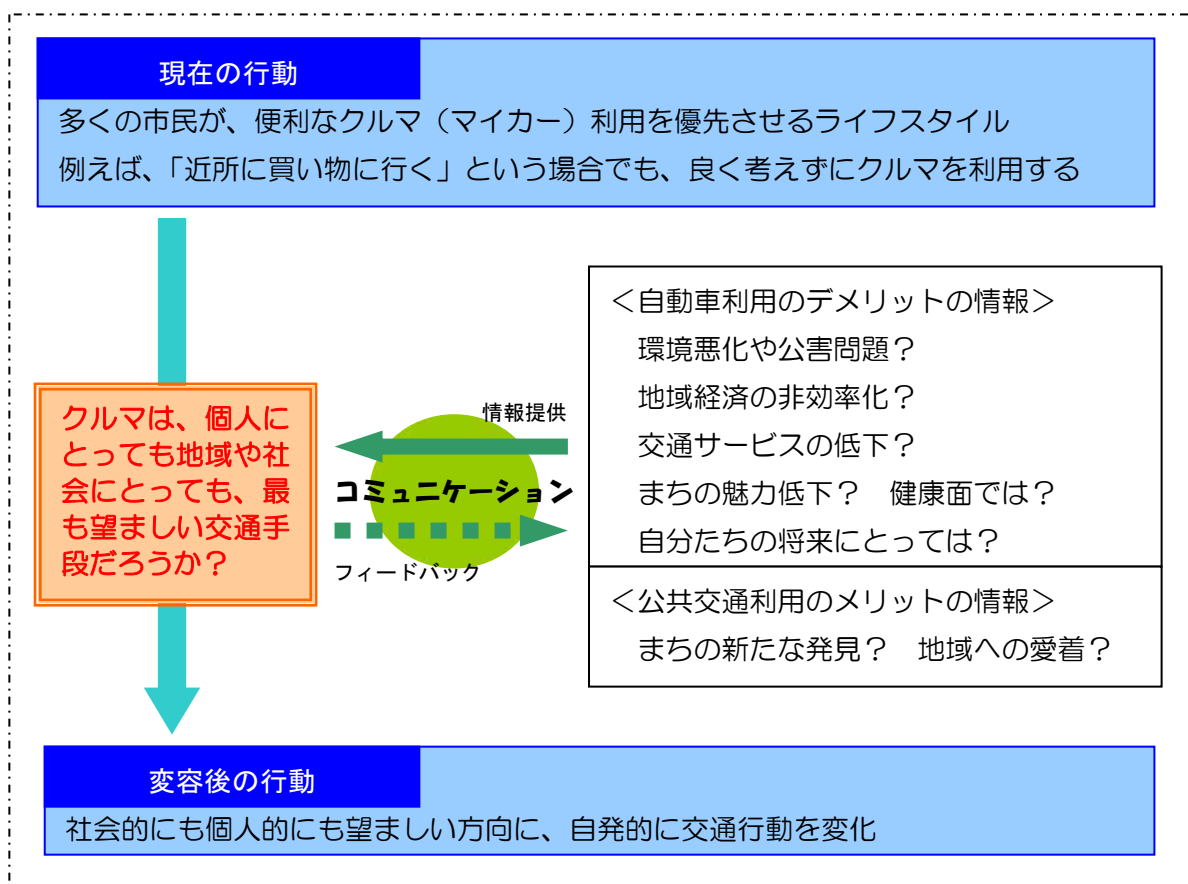 現在の行動
多くの市民が、便利なクルマ（マイカー）利用を優先させるライフスタイル
例えば、「近所に買い物に行く」という場合でも、良く考えずにクルマを利用する
クルマは、個人に
とっても地域や社
会にとっても、最
も望ましい交通手
段だろうか？
情報提供
コミュニケーション
フィードバック
＜自動車利用のデメリットの情報＞
環境悪化や公害問題？
地域経済の非効率化？
交通サービスの低下？
まちの魅力低下？　健康面では？
自分たちの将来にとっては？
＜公共交通利用のメリットの情報＞
まちの新たな発見？　地域への愛着？
変容後の行動
社会的にも個人的にも望ましい方向に、自発的に交通行動を変化